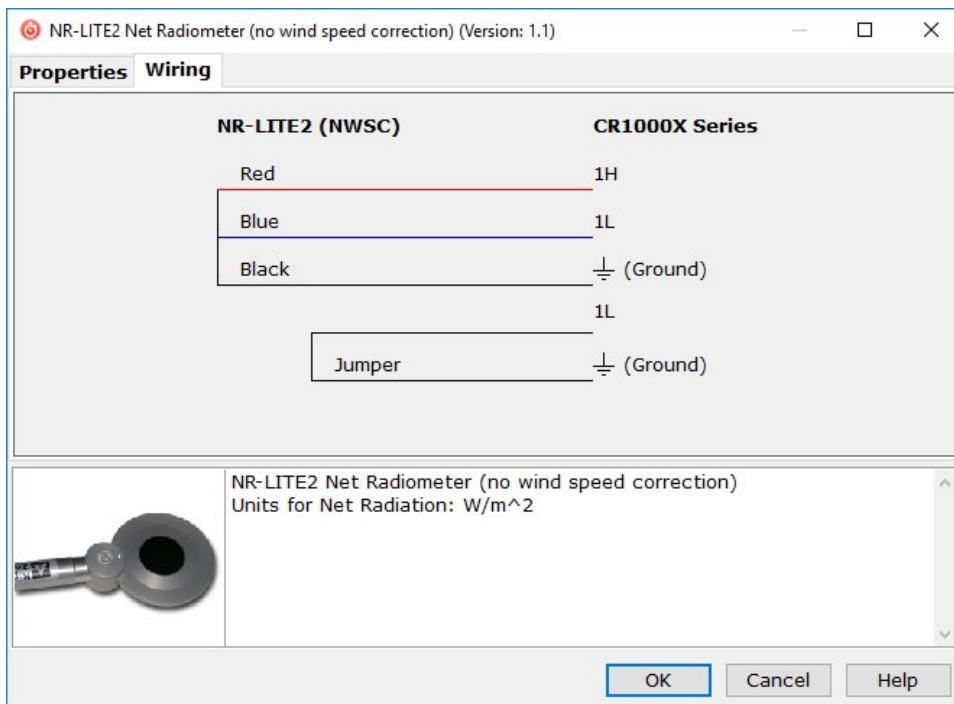 NR-LITE2 Net Radiometer (no wind speed correction) (Version: 1.1)
Properties Wiring
NR-LITE2 (NWSC) CR1000X Series
Red 1H
Blue 1L
Black (Ground)
1L
Jumper (Ground)
NR-LITE2 Net Radiometer (no wind speed correction)
Units for Net Radiation: W/m^2
OK Cancel Help